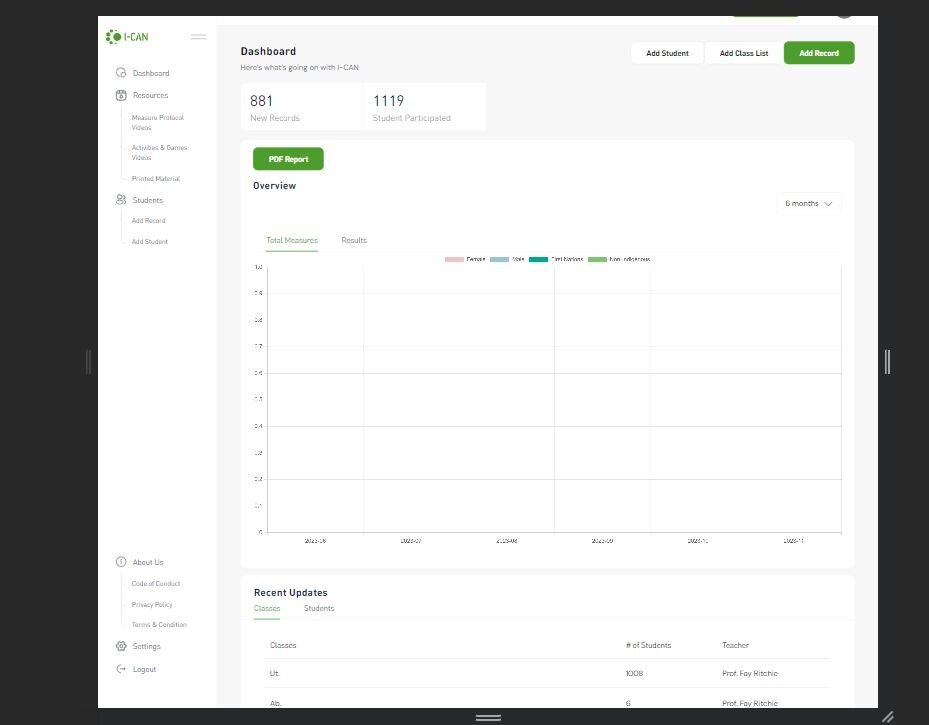 I-CAN
Dashboard
Resources
Measure Protocol
Videos
Activities & Games
Videos
Printed Material
Students
Add Record
Add Student
About Us
Code of Conduct
Privacy Policy
Terms & Condition
Settings
Logout
Dashboard
Here's what's going on with I-CAN
Add Student
Add Class List
Add Record
881
New Records
1119
Student Participated
PDF Report
Overview
6 months
Total Measures
Results
Female
Male
First Nations
Non-Indigenous
1.0
0.9
0.8
0.7
0.6
0.5
0.4
0.3
0.2
0.1
0
2023-06
2023-07
2023-08
2023-09
2023-10
2023-11
Recent Updates
Classes
Students
Classes # of Students Teacher
Ut. 1008 Prof. Fay Ritchie
Ab. 6 Prof. Fay Ritchie